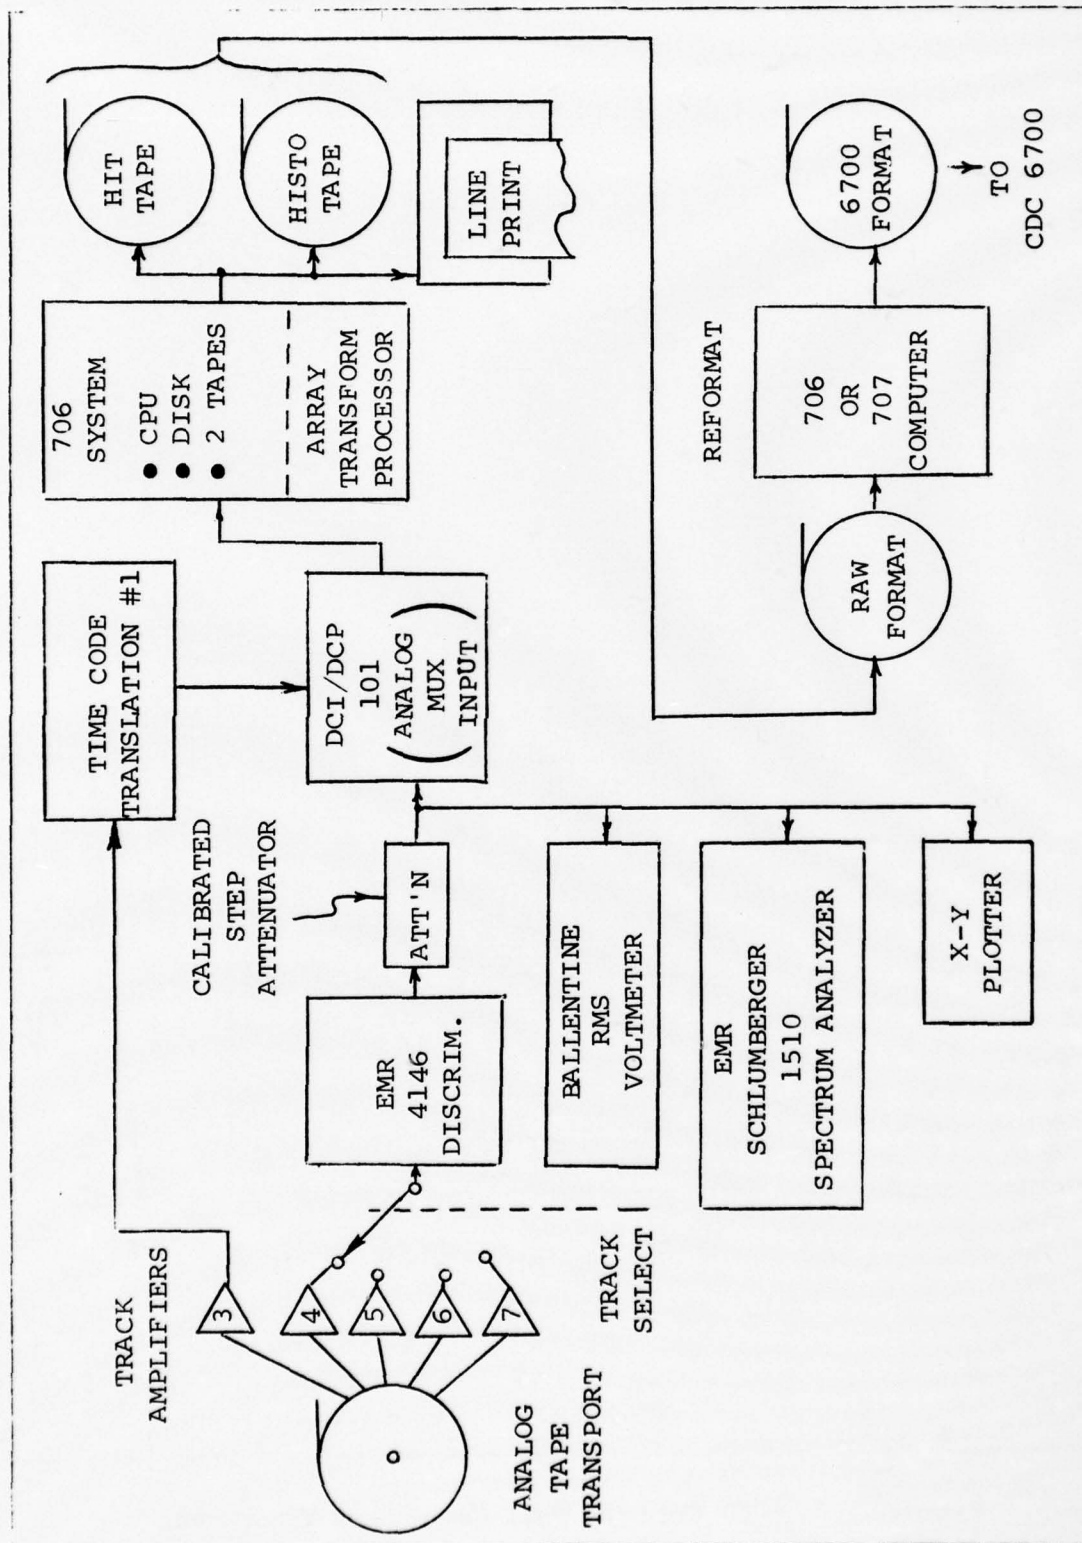 TRACK
AMPLIFIERS
3
4
5
6
7
ANALOG
TAPE
TRANSPORT
TRACK
SELECT
TIME CODE
TRANSLATION #1
CALIBRATED
STEP
ATTENUATOR
EMR
4146
DISCRIM.
ATT'N
DCI/DCP
101
(ANALOG
MUX
INPUT)
BALLENTINE
RMS
VOLTMETER
EMR
SCHLUMBERGER
1510
SPECTRUM ANALYZER
X-Y
PLOTTER
706
SYSTEM
● CPU
● DISK
● 2 TAPES
ARRAY
TRANSFORM
PROCESSOR
HIT
TAPE
HISTO
TAPE
LINE
PRINT
RAW
FORMAT
REFORMAT
706
OR
707
COMPUTER
6700
FORMAT
TO
CDC 6700